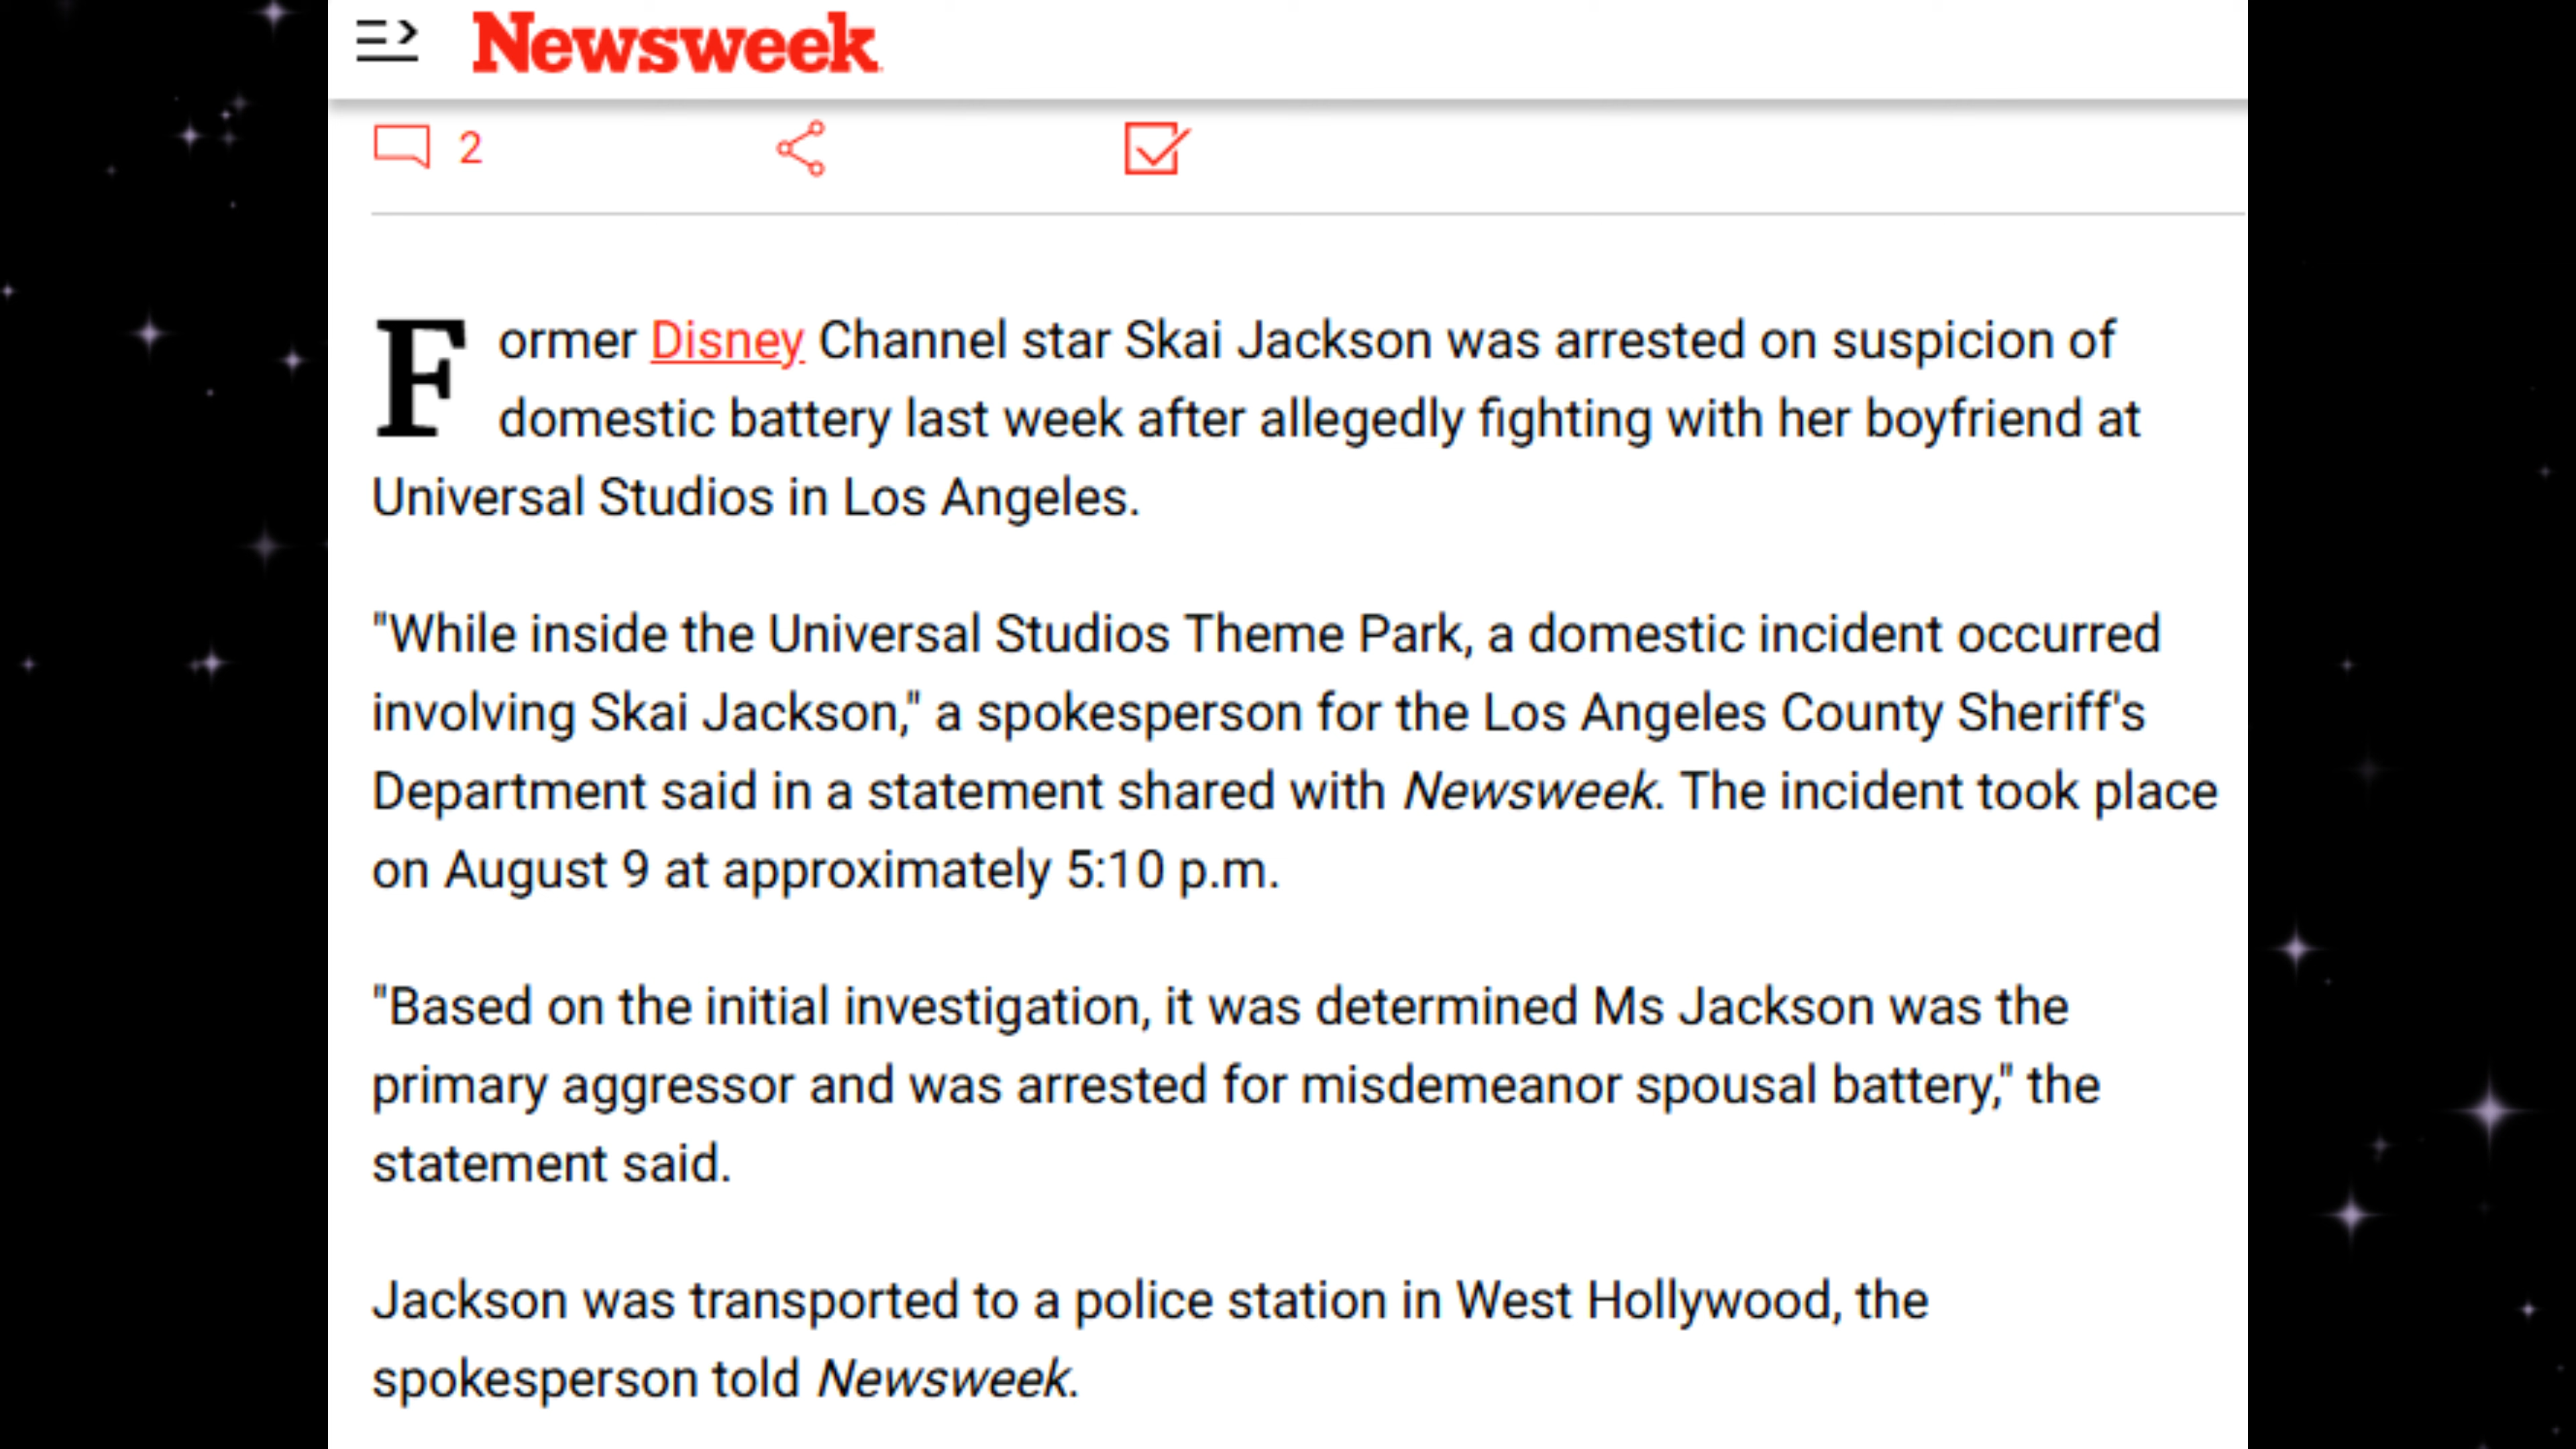 Newsweek
2
Former Disney Channel star Skai Jackson was arrested on suspicion of
domestic battery last week after allegedly fighting with her boyfriend at
Universal Studios in Los Angeles.
"While inside the Universal Studios Theme Park, a domestic incident occurred
involving Skai Jackson," a spokesperson for the Los Angeles County Sheriff's
Department said in a statement shared with Newsweek. The incident took place
on August 9 at approximately 5:10 p.m.
"Based on the initial investigation, it was determined Ms Jackson was the
primary aggressor and was arrested for misdemeanor spousal battery," the
statement said.
Jackson was transported to a police station in West Hollywood, the
spokesperson told Newsweek.